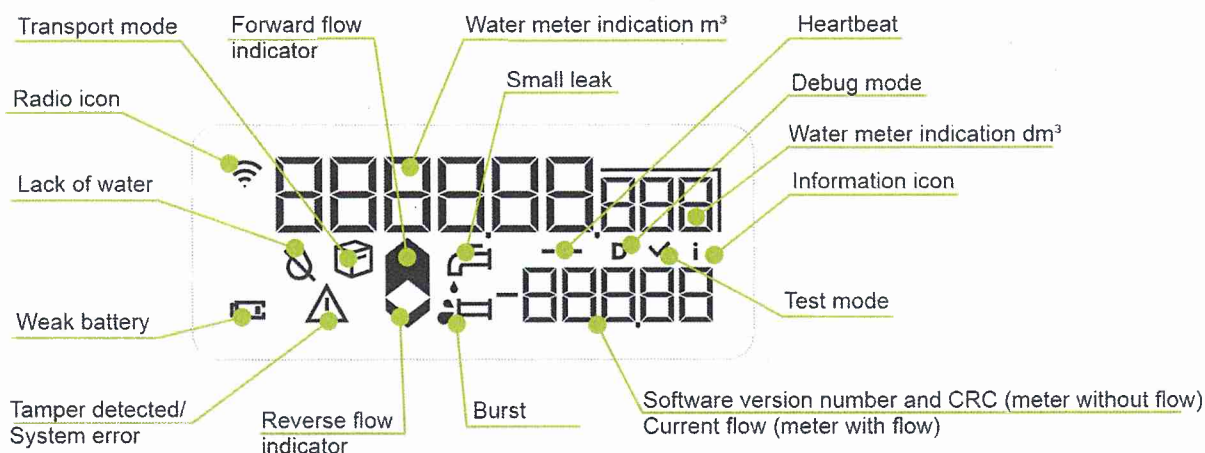 Transport mode
Forward flow
indicator
Water meter indication m³
Heartbeat
Small leak
Debug mode
Radio icon
Water meter indication dm³
Lack of water
Information icon
D
i
Test mode
Weak battery
Tamper detected/
System error
Reverse flow
indicator
Burst
Software version number and CRC (meter without flow)
Current flow (meter with flow)